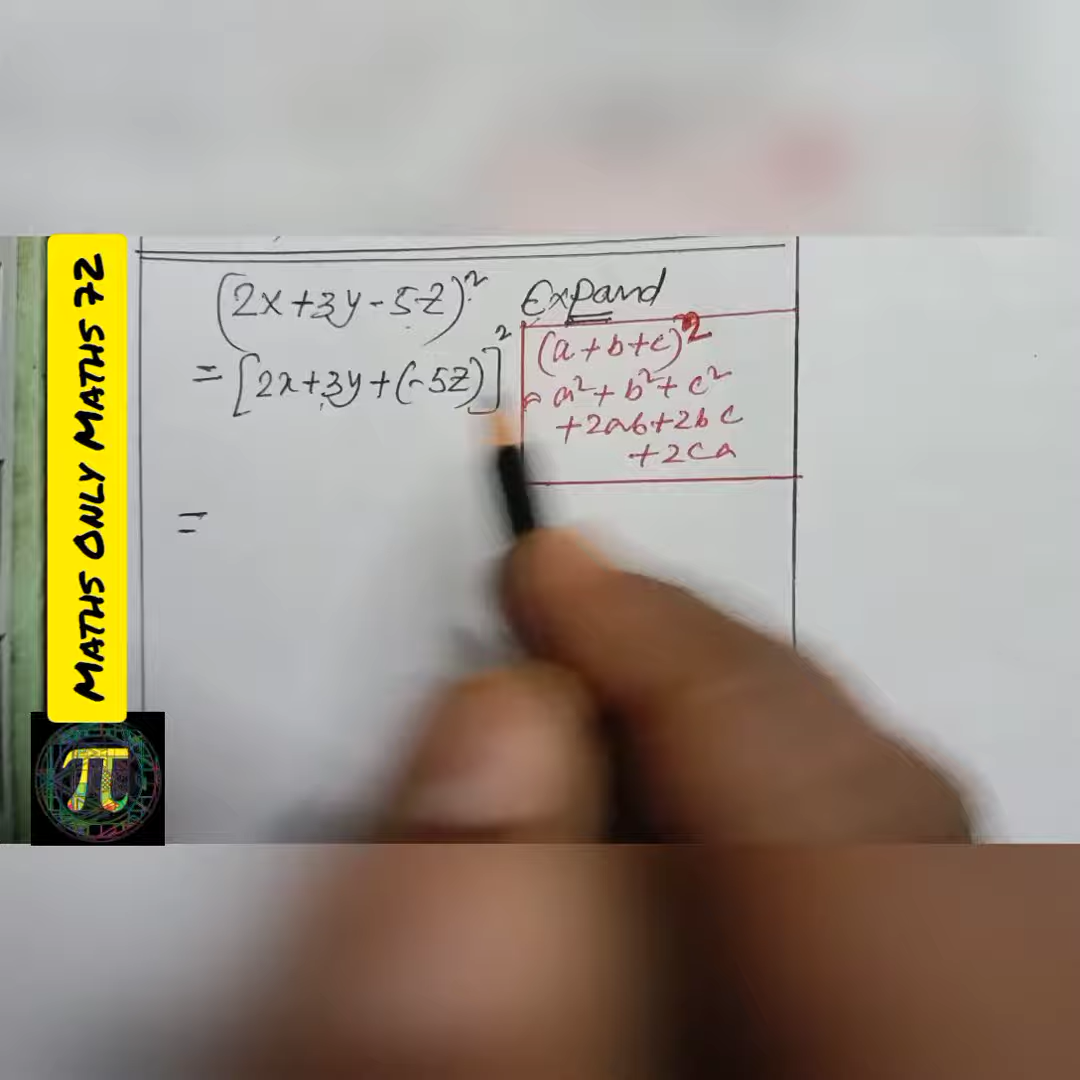 MATHS ONLY MATHS 72
(2x+3y-5z)² Expand
= [2x+3y+(-5z)]²
(a+b+c)²
= a²+b²+c²
+2ab+2bc
+2ca
=
π